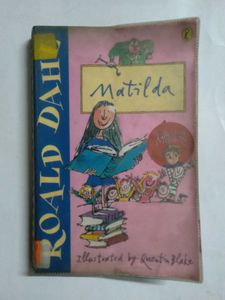 ROALD DAHL
Matilda
Illustrated by Quentin Blake